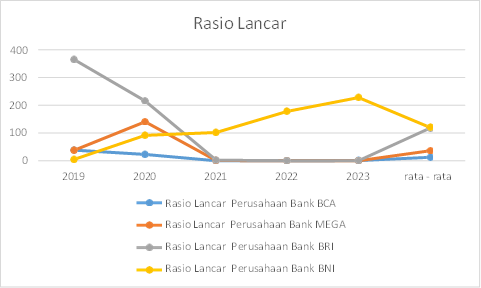 Rasio Lancar
400
300
200
100
0
2019 2020 2021 2022 2023 rata - rata
Rasio Lancar Perusahaan Bank BCA
Rasio Lancar Perusahaan Bank MEGA
Rasio Lancar Perusahaan Bank BRI
Rasio Lancar Perusahaan Bank BNI